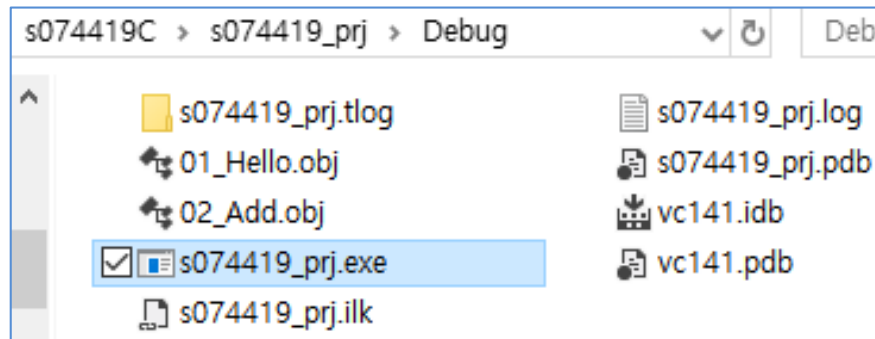 s074419C > s074419_prj > Debug Deb
s074419_prj.tlog
01_Hello.obj
02_Add.obj
s074419_prj.exe
s074419_prj.ilk
s074419_prj.log
s074419_prj.pdb
vc141.idb
vc141.pdb